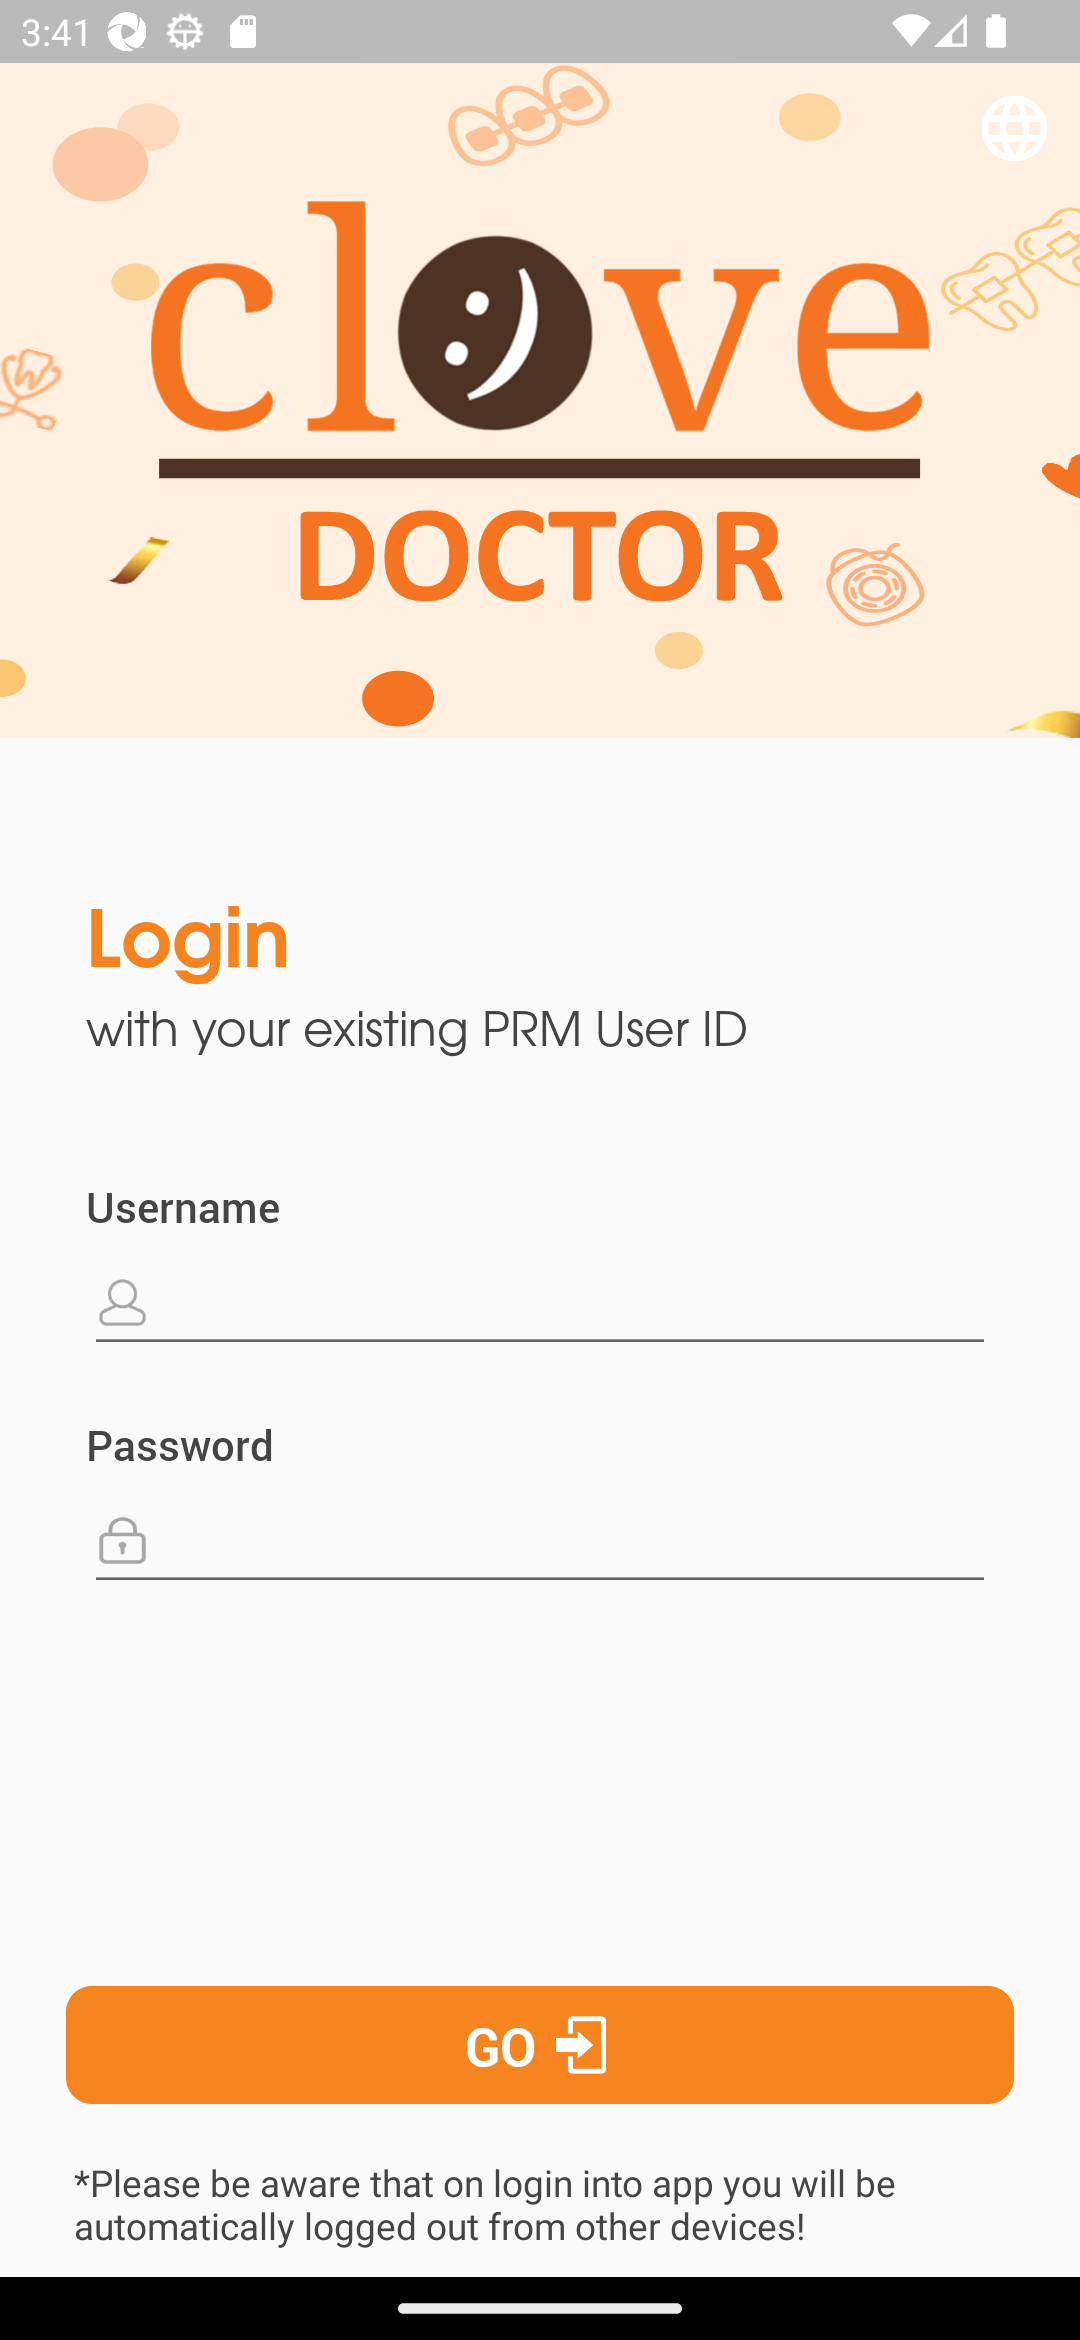 3:41
clove
DOCTOR
Login
with your existing PRM User ID
Username
Password
GO
*Please be aware that on login into app you will be
automatically logged out from other devices!